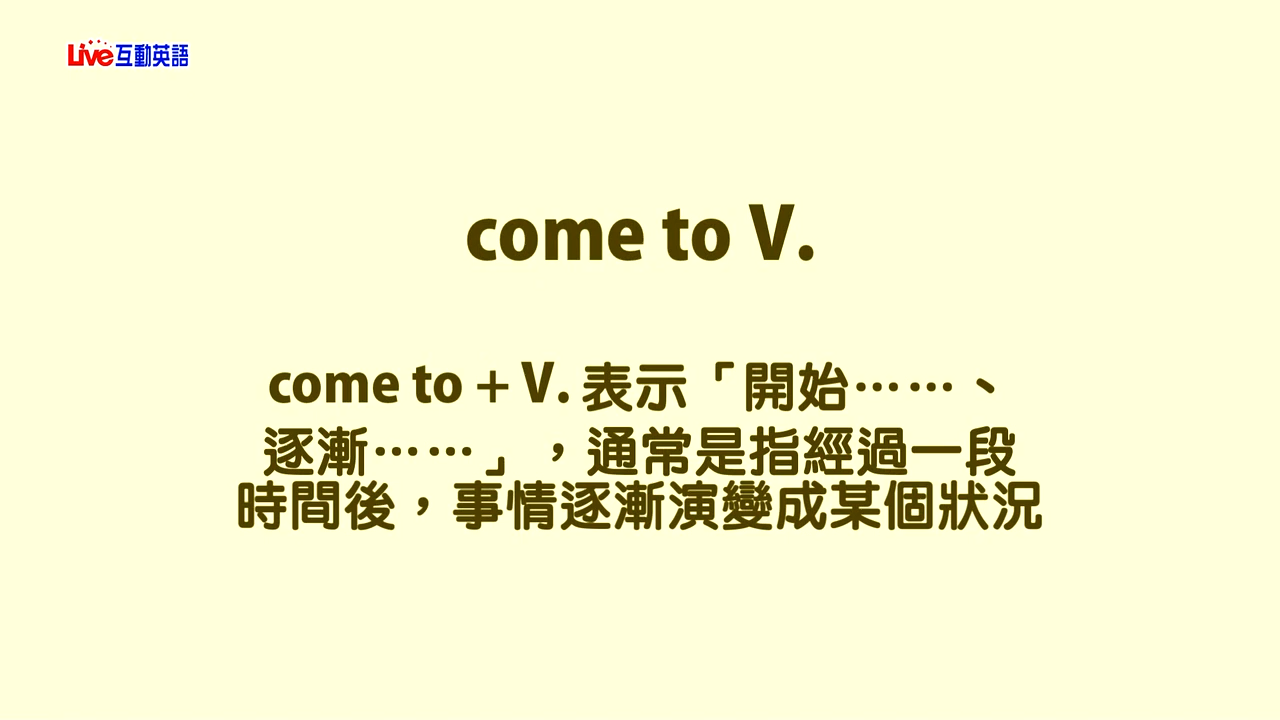 Live互動英語
come to V.
come to + V. 表示「開始……、
逐漸……」，通常是指經過一段
時間後，事情逐漸演變成某個狀況